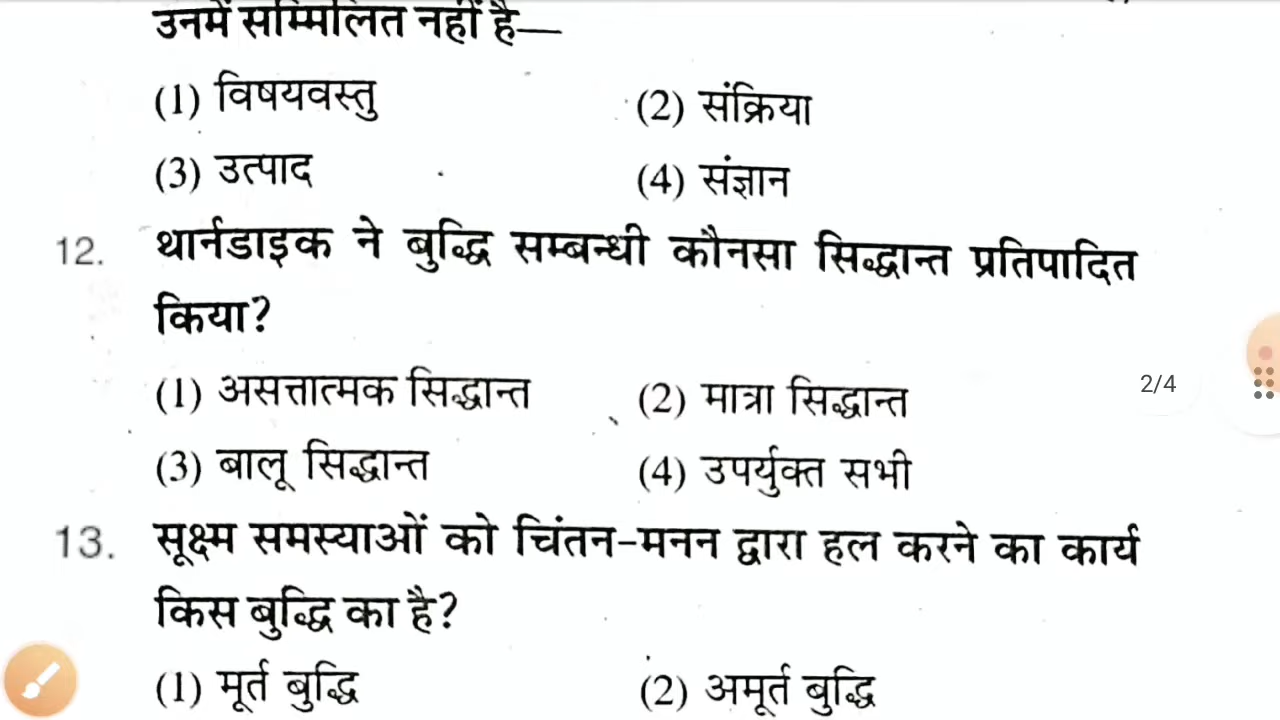 उनमें सम्मिलित नहीं है—
(1) विषयवस्तु (2) संक्रिया
(3) उत्पाद (4) संज्ञान
12. थार्नडाइक ने बुद्धि सम्बन्धी कौनसा सिद्धान्त प्रतिपादित
किया?
(1) असत्तात्मक सिद्धान्त (2) मात्रा सिद्धान्त
2/4
(3) बालू सिद्धान्त (4) उपर्युक्त सभी
13. सूक्ष्म समस्याओं को चिंतन-मनन द्वारा हल करने का कार्य
किस बुद्धि का है?
(1) मूर्त बुद्धि (2) अमूर्त बुद्धि